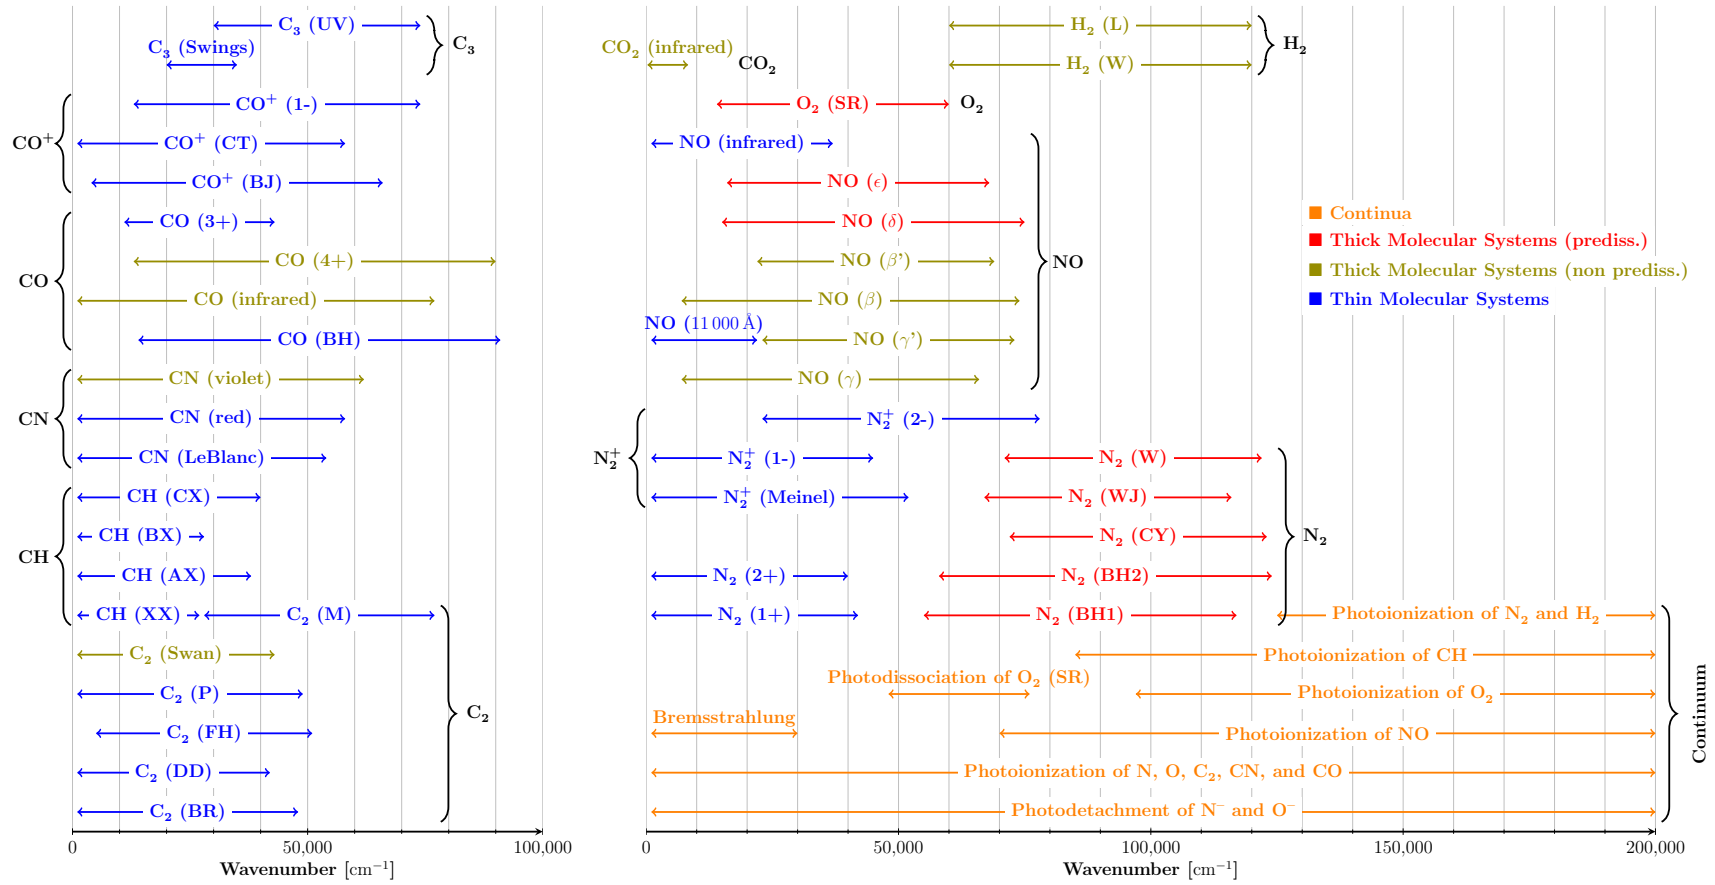 C₃ (UV)
C₃ (Swings)
C₃
CO⁺ (1-)
CO⁺ (CT)
CO⁺ (BJ)
CO⁺
CO (3+)
CO (4+)
CO (infrared)
CO (BH)
CO
CN (violet)
CN (red)
CN (LeBlanc)
CN
CH (CX)
CH (BX)
CH (AX)
CH (XX)
CH
C₂ (M)
C₂ (Swan)
C₂ (P)
C₂ (FH)
C₂ (DD)
C₂ (BR)
C₂
0 50,000 100,000
Wavenumber [cm⁻¹]
CO₂ (infrared)
CO₂
H₂ (L)
H₂ (W)
H₂
O₂ (SR)
O₂
NO (infrared)
NO (ϵ)
NO (δ)
NO (β')
NO (β)
NO (11 000 Å)
NO (γ')
NO (γ)
NO
N₂⁺ (2-)
N₂⁺ (1-)
N₂⁺ (Meinel)
N₂⁺
N₂ (W)
N₂ (WJ)
N₂ (CY)
N₂ (2+)
N₂ (BH2)
N₂ (1+)
N₂ (BH1)
N₂
Photoionization of N₂ and H₂
Photoionization of CH
Photodissociation of O₂ (SR)
Photoionization of O₂
Bremsstrahlung
Photoionization of NO
Photoionization of N, O, C₂, CN, and CO
Photodetachment of N⁻ and O⁻
Continuum
0 50,000 100,000 150,000 200,000
Wavenumber [cm⁻¹]
Continua
Thick Molecular Systems (prediss.)
Thick Molecular Systems (non prediss.)
Thin Molecular Systems